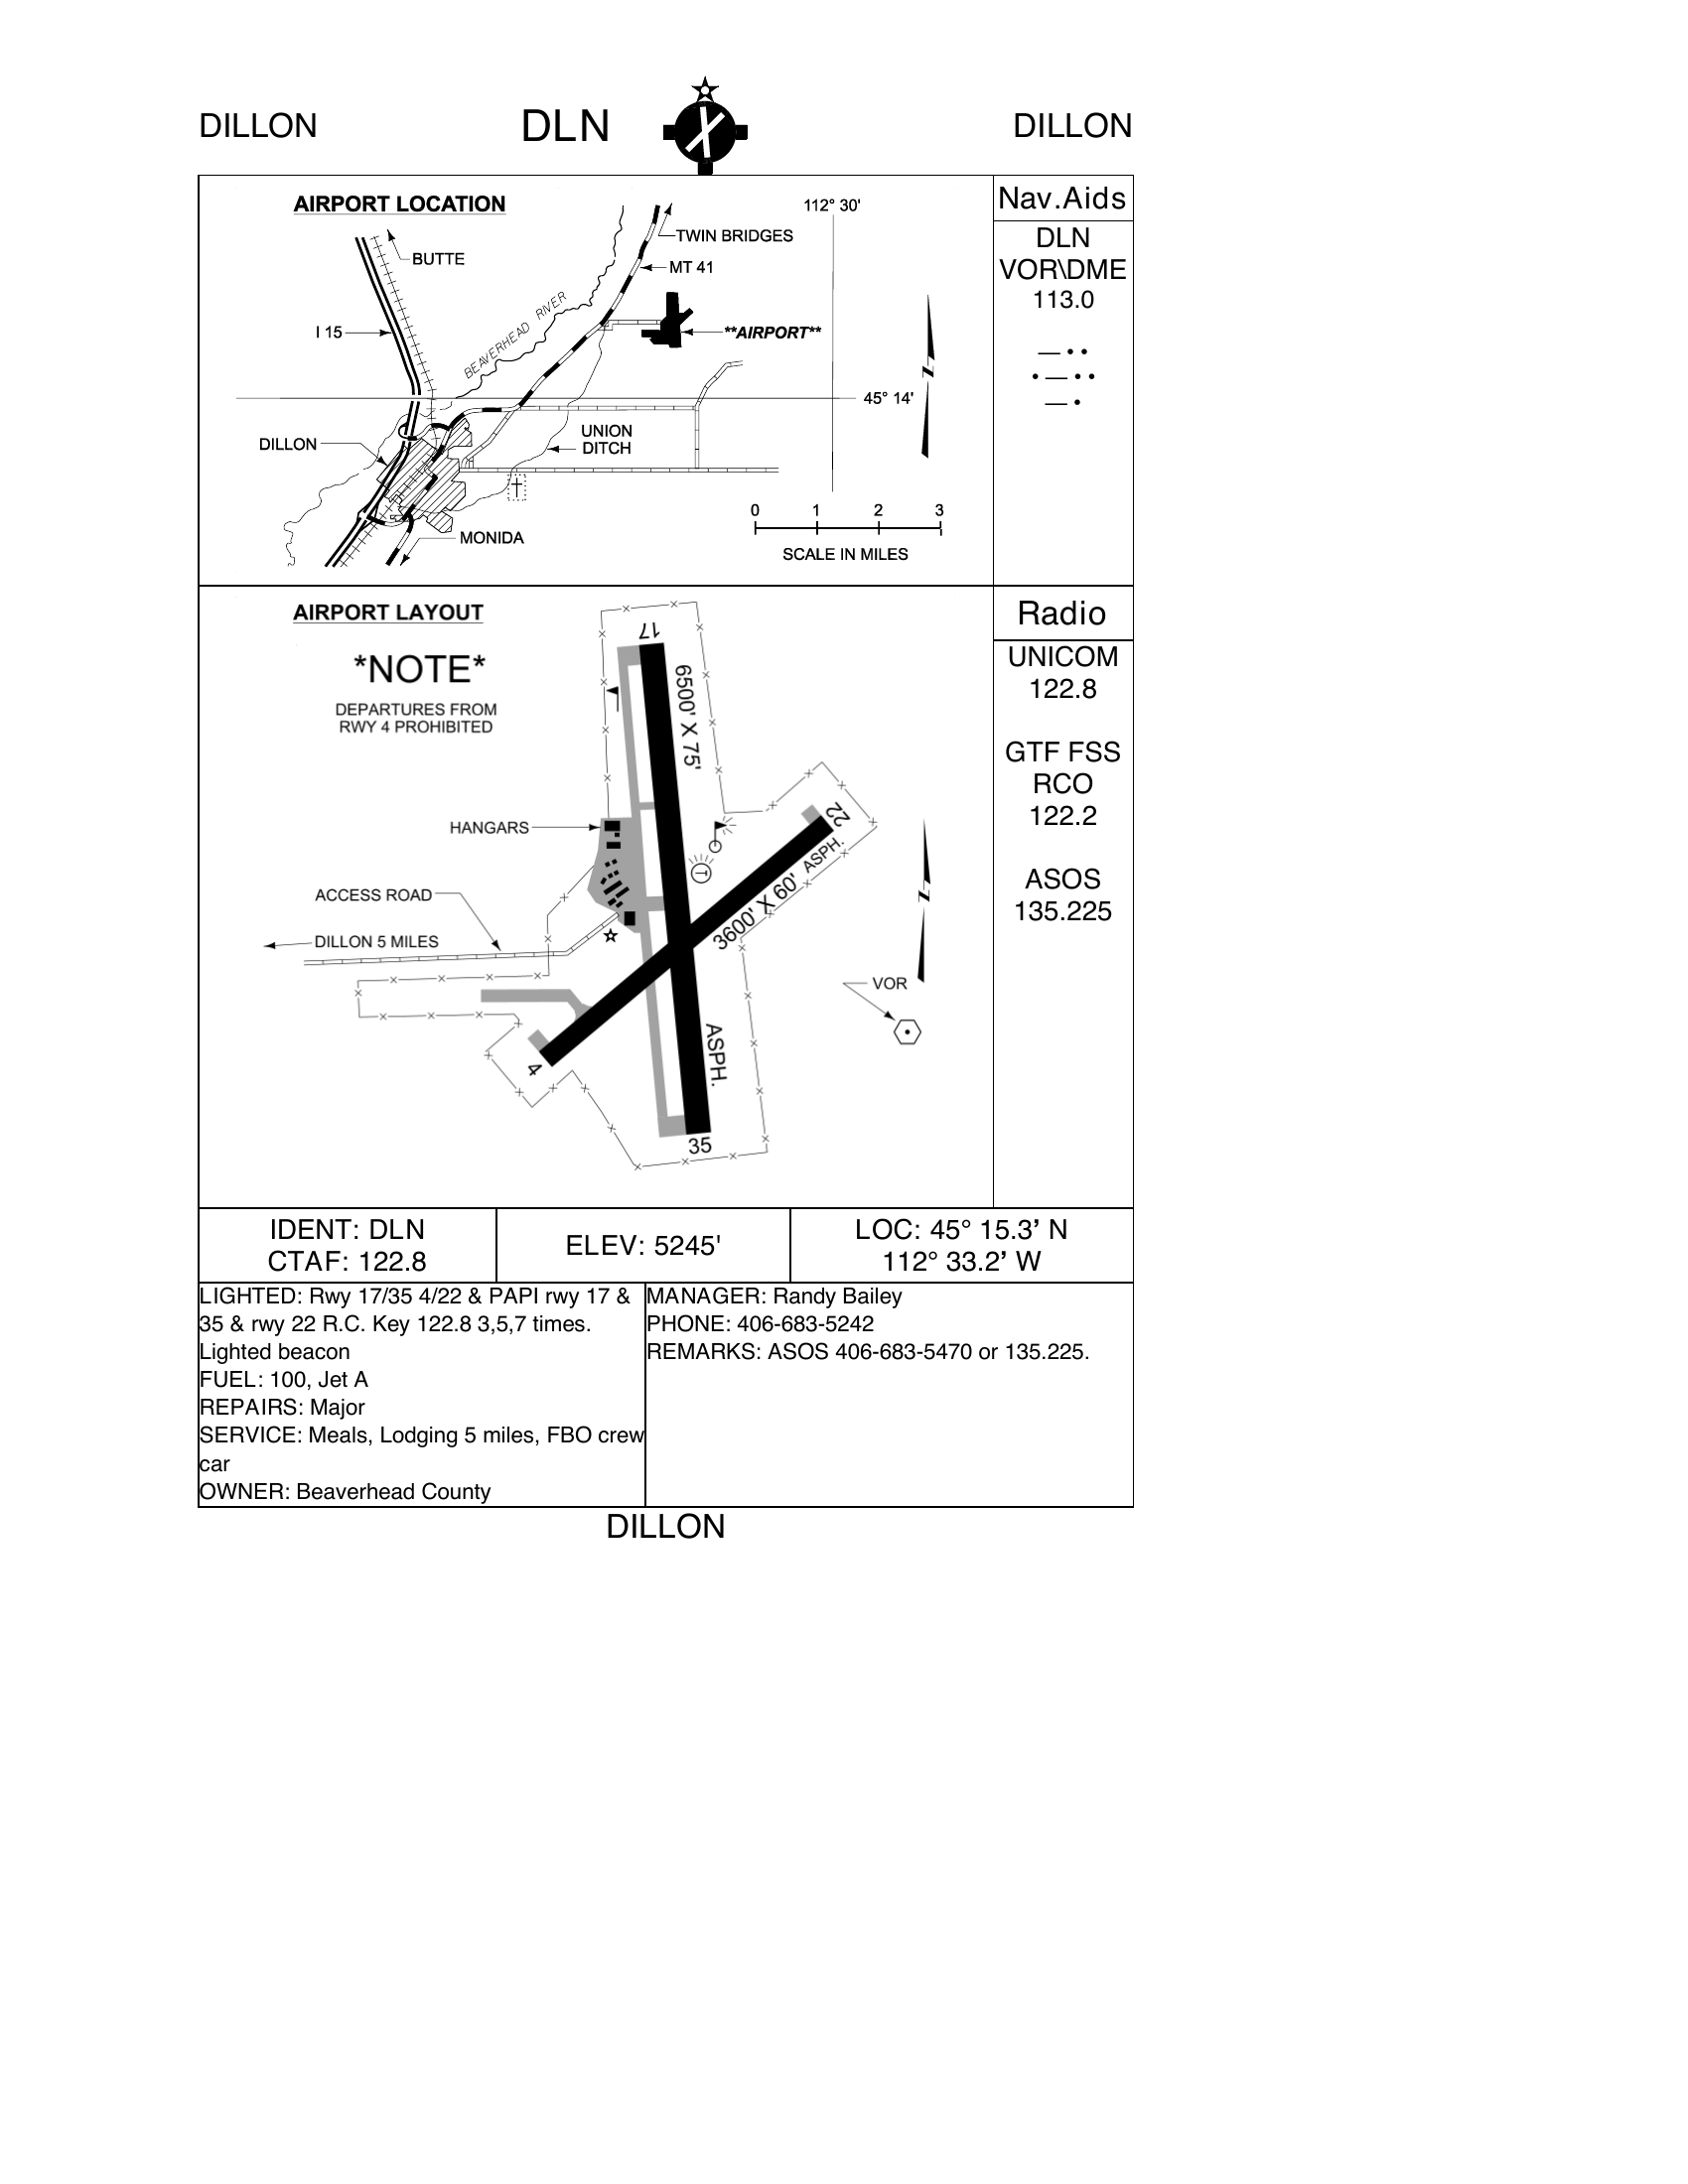 DILLON
DLN
DILLON
AIRPORT LOCATION
112° 30'
TWIN BRIDGES
BUTTE
MT 41
BEAVERHEAD RIVER
I 15
**AIRPORT**
N
45° 14'
DILLON
UNION
DITCH
0 1 2 3
MONIDA
SCALE IN MILES
Nav.Aids
DLN
VOR\DME
113.0
— • •
• — • •
— •
AIRPORT LAYOUT
*NOTE*
DEPARTURES FROM
RWY 4 PROHIBITED
17
6500' X 75'
HANGARS
22
ASPH.
T
3600' X 60'
ACCESS ROAD
N
DILLON 5 MILES
VOR
ASPH.
4
35
Radio
UNICOM
122.8
GTF FSS
RCO
122.2
ASOS
135.225
IDENT: DLN
CTAF: 122.8
ELEV: 5245'
LOC: 45° 15.3’ N
112° 33.2’ W
LIGHTED: Rwy 17/35 4/22 & PAPI rwy 17 &
35 & rwy 22 R.C. Key 122.8 3,5,7 times.
Lighted beacon
FUEL: 100, Jet A
REPAIRS: Major
SERVICE: Meals, Lodging 5 miles, FBO crew
car
OWNER: Beaverhead County
MANAGER: Randy Bailey
PHONE: 406-683-5242
REMARKS: ASOS 406-683-5470 or 135.225.
DILLON